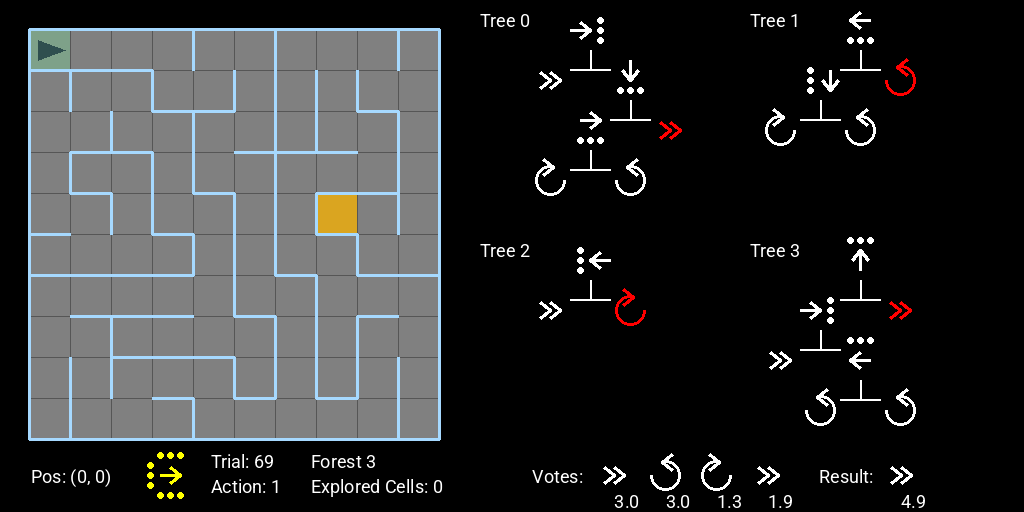 Tree 0
Tree 1
Tree 2
Tree 3
Pos: (0, 0)
Trial: 69
Forest 3
Action: 1
Explored Cells: 0
Votes:
3.0
3.0
1.3
1.9
Result:
4.9